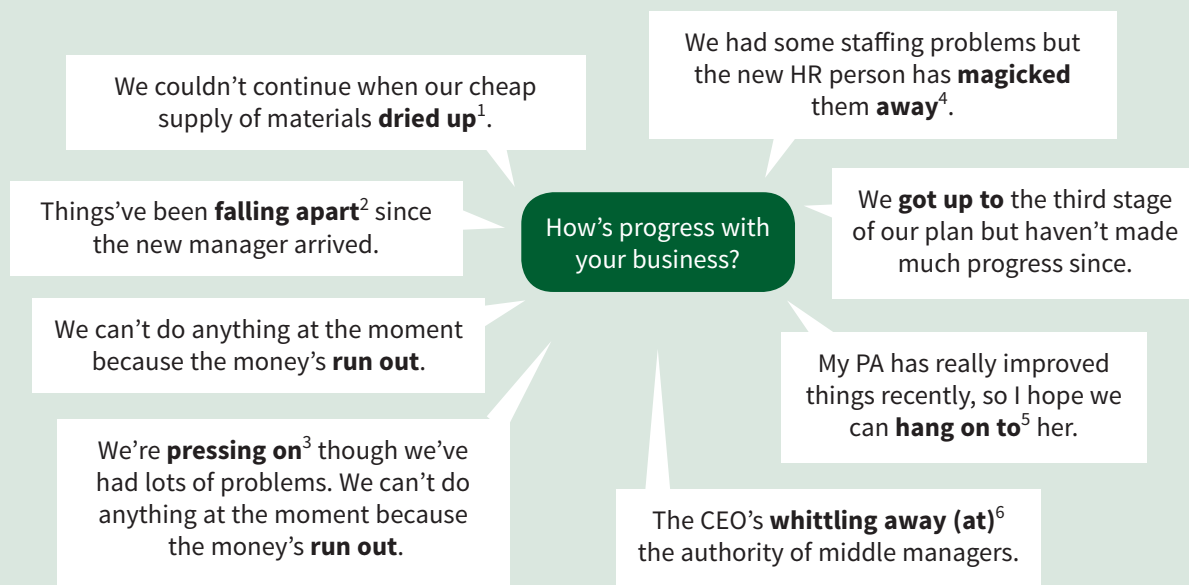 We couldn’t continue when our cheap
supply of materials dried up1.
We had some staffing problems but
the new HR person has magicked
them away4.
Things’ve been falling apart2 since
the new manager arrived.
How’s progress with
your business?
We got up to the third stage
of our plan but haven’t made
much progress since.
We can’t do anything at the moment
because the money’s run out.
My PA has really improved
things recently, so I hope we
can hang on to5 her.
We’re pressing on3 though we’ve
had lots of problems. We can’t do
anything at the moment because
the money’s run out.
The CEO’s whittling away (at)6
the authority of middle managers.